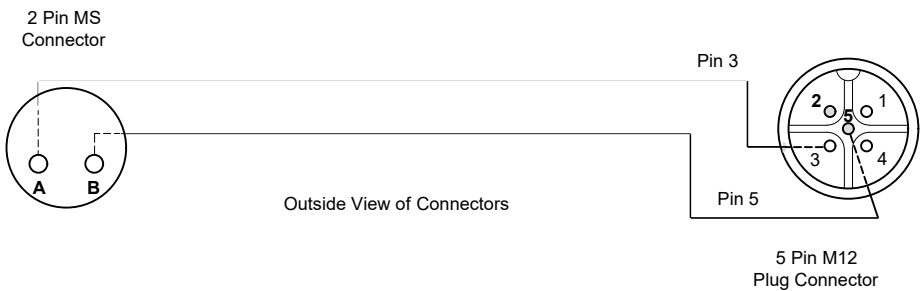 2 Pin MS
Connector
Pin 3
2
1
5
3
4
A
B
Outside View of Connectors
Pin 5
5 Pin M12
Plug Connector